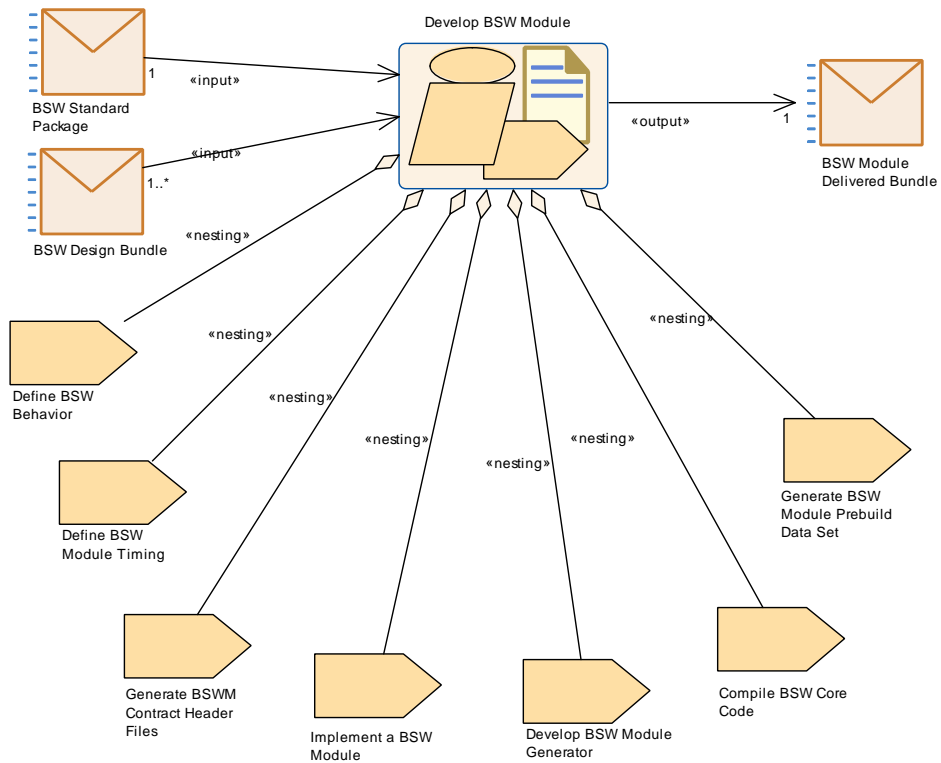 Develop BSW Module
1
«input»
BSW Standard
Package
«input»
1..*
BSW Design Bundle
«output»
1
BSW Module
Delivered Bundle
«nesting»
«nesting»
«nesting»
«nesting»
«nesting»
«nesting»
«nesting»
Define BSW
Behavior
Define BSW
Module Timing
Generate BSWM
Contract Header
Files
Implement a BSW
Module
Develop BSW Module
Generator
Compile BSW Core
Code
Generate BSW
Module Prebuild
Data Set